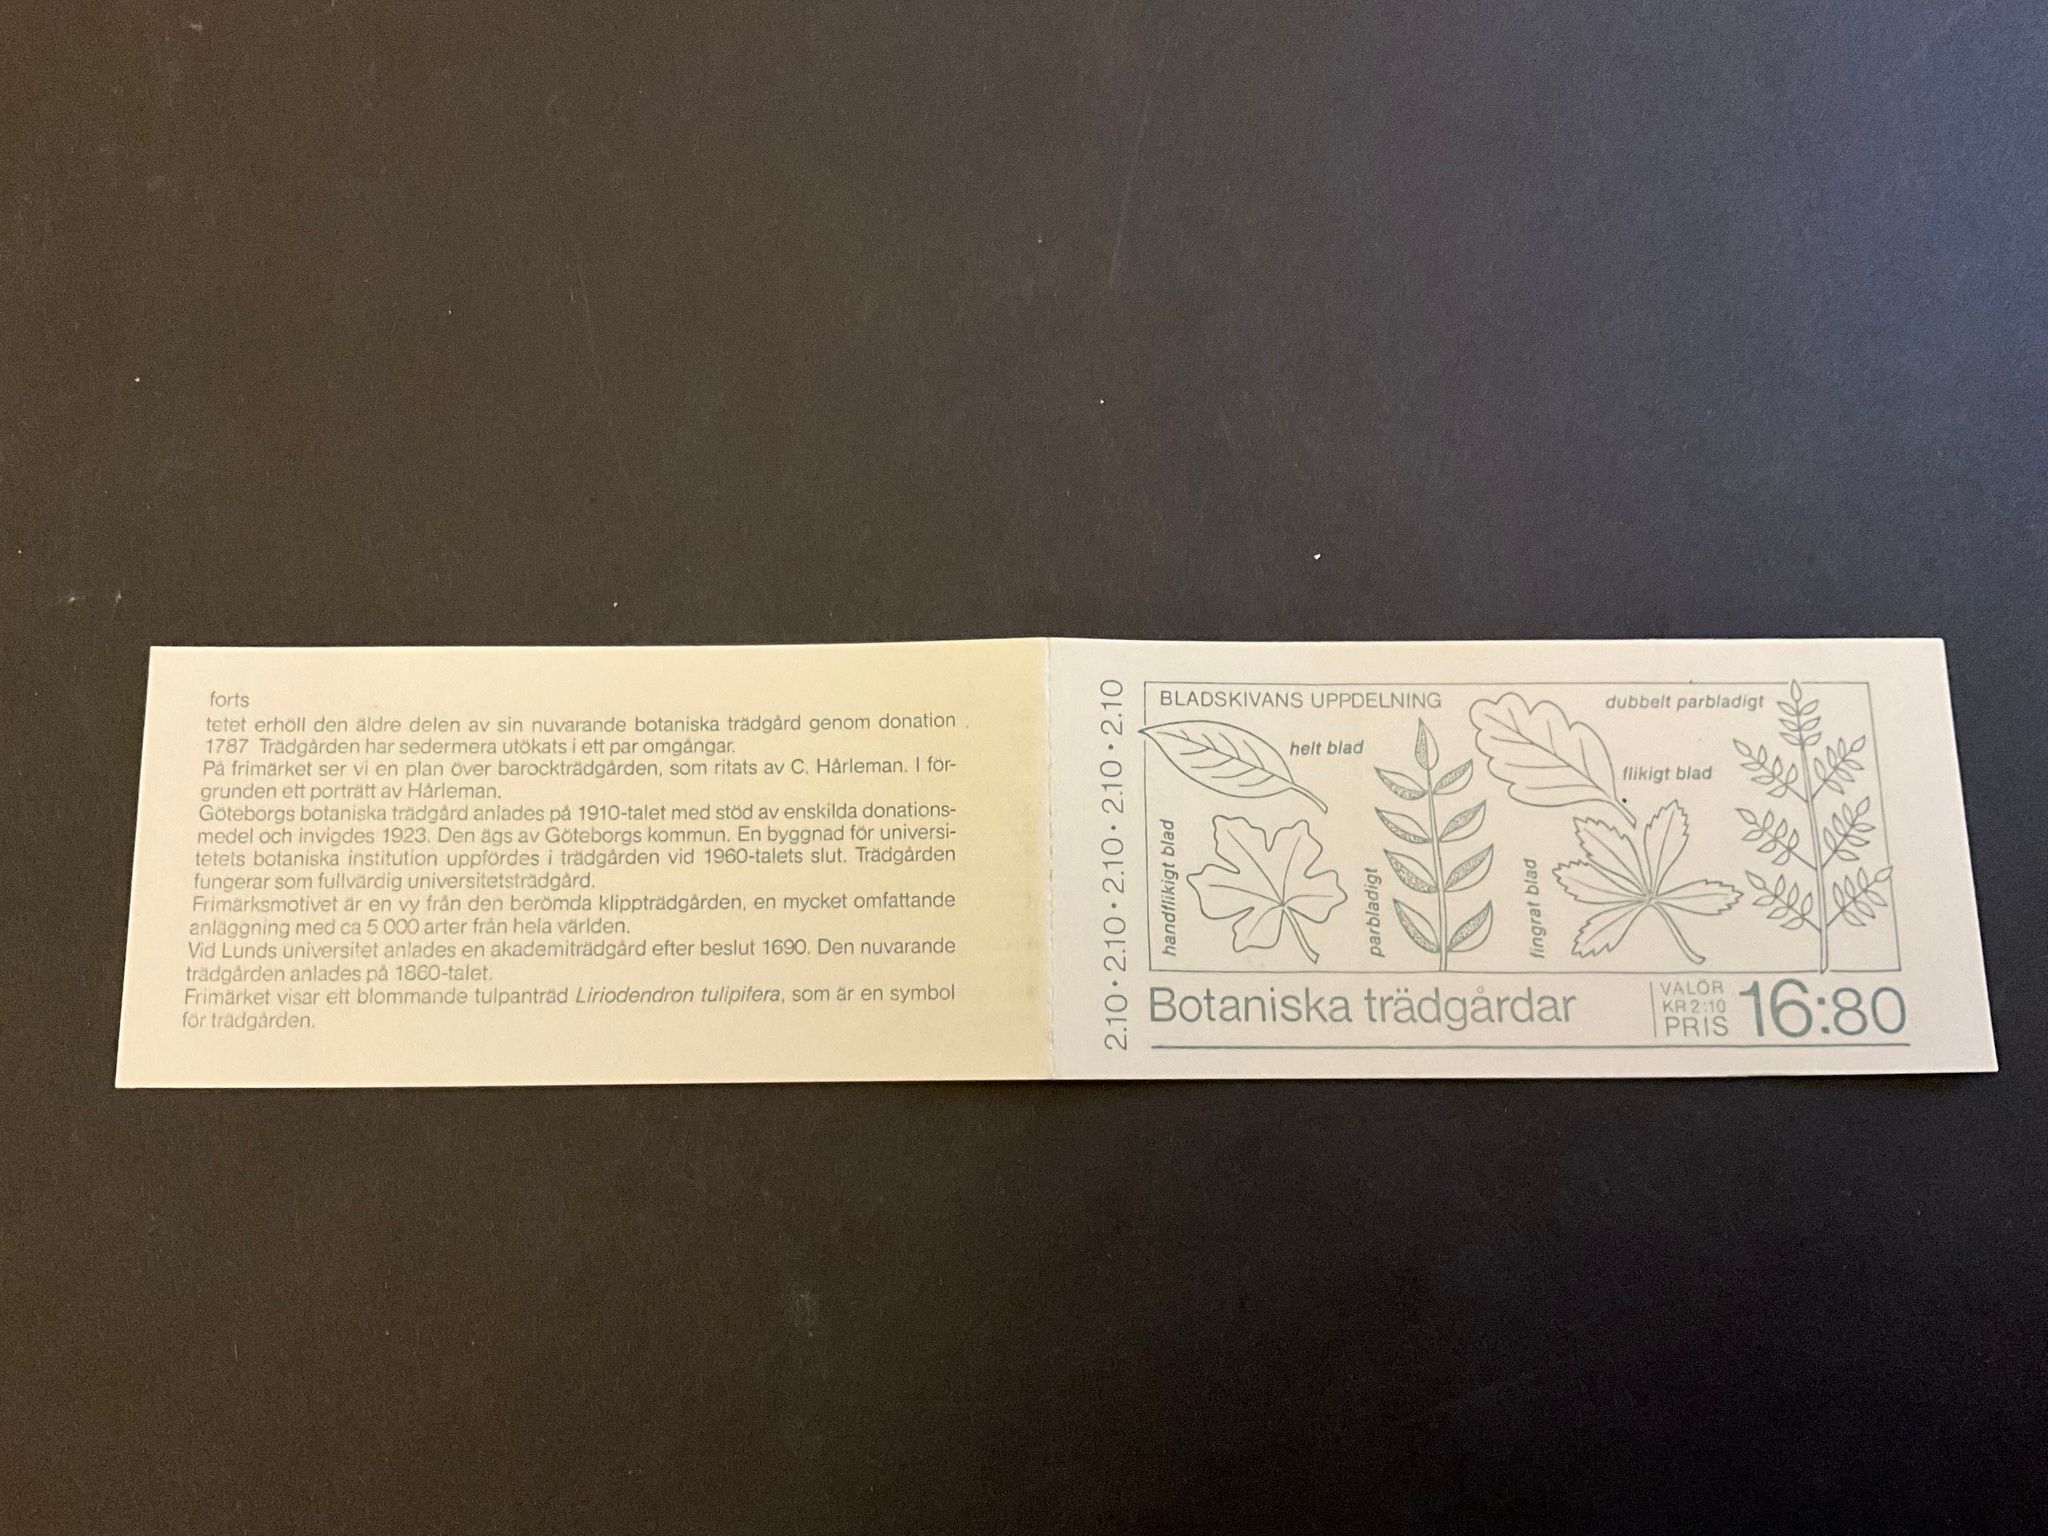 forts
tetet erhöll den äldre delen av sin nuvarande botaniska trädgård genom donation
1787 Trädgården har sedermera utökats i ett par omgångar.
På frimärket ser vi en plan över barockträdgården, som ritats av C. Hårleman. I för-
grunden ett porträtt av Hårleman.
Göteborgs botaniska trädgård anlades på 1910-talet med stöd av enskilda donations-
medel och invigdes 1923. Den ägs av Göteborgs kommun. En byggnad för universi-
tetets botaniska institution uppfördes i trädgården vid 1960-talets slut. Trädgården
fungerar som fullvärdig universitetsträdgård.
Frimärksmotivet är en vy från den berömda klippträdgården, en mycket omfattande
anläggning med ca 5 000 arter från hela världen.
Vid Lunds universitet anlades en akademiträdgård efter beslut 1690. Den nuvarande
trädgården anlades på 1860-talet.
Frimärket visar ett blommande tulpanträd Liriodendron tulipifera, som är en symbol
för trädgården.
2.10 • 2.10 • 2.10 • 2.10 • 2.10
BLADSKIVANS UPPDELNING
dubbelt parbladigt
helt blad
flikigt blad
handflikigt blad
parbladigt
fingrat blad
Botaniska trädgårdar
VALÖR
KR 2:10
PRIS 16:80